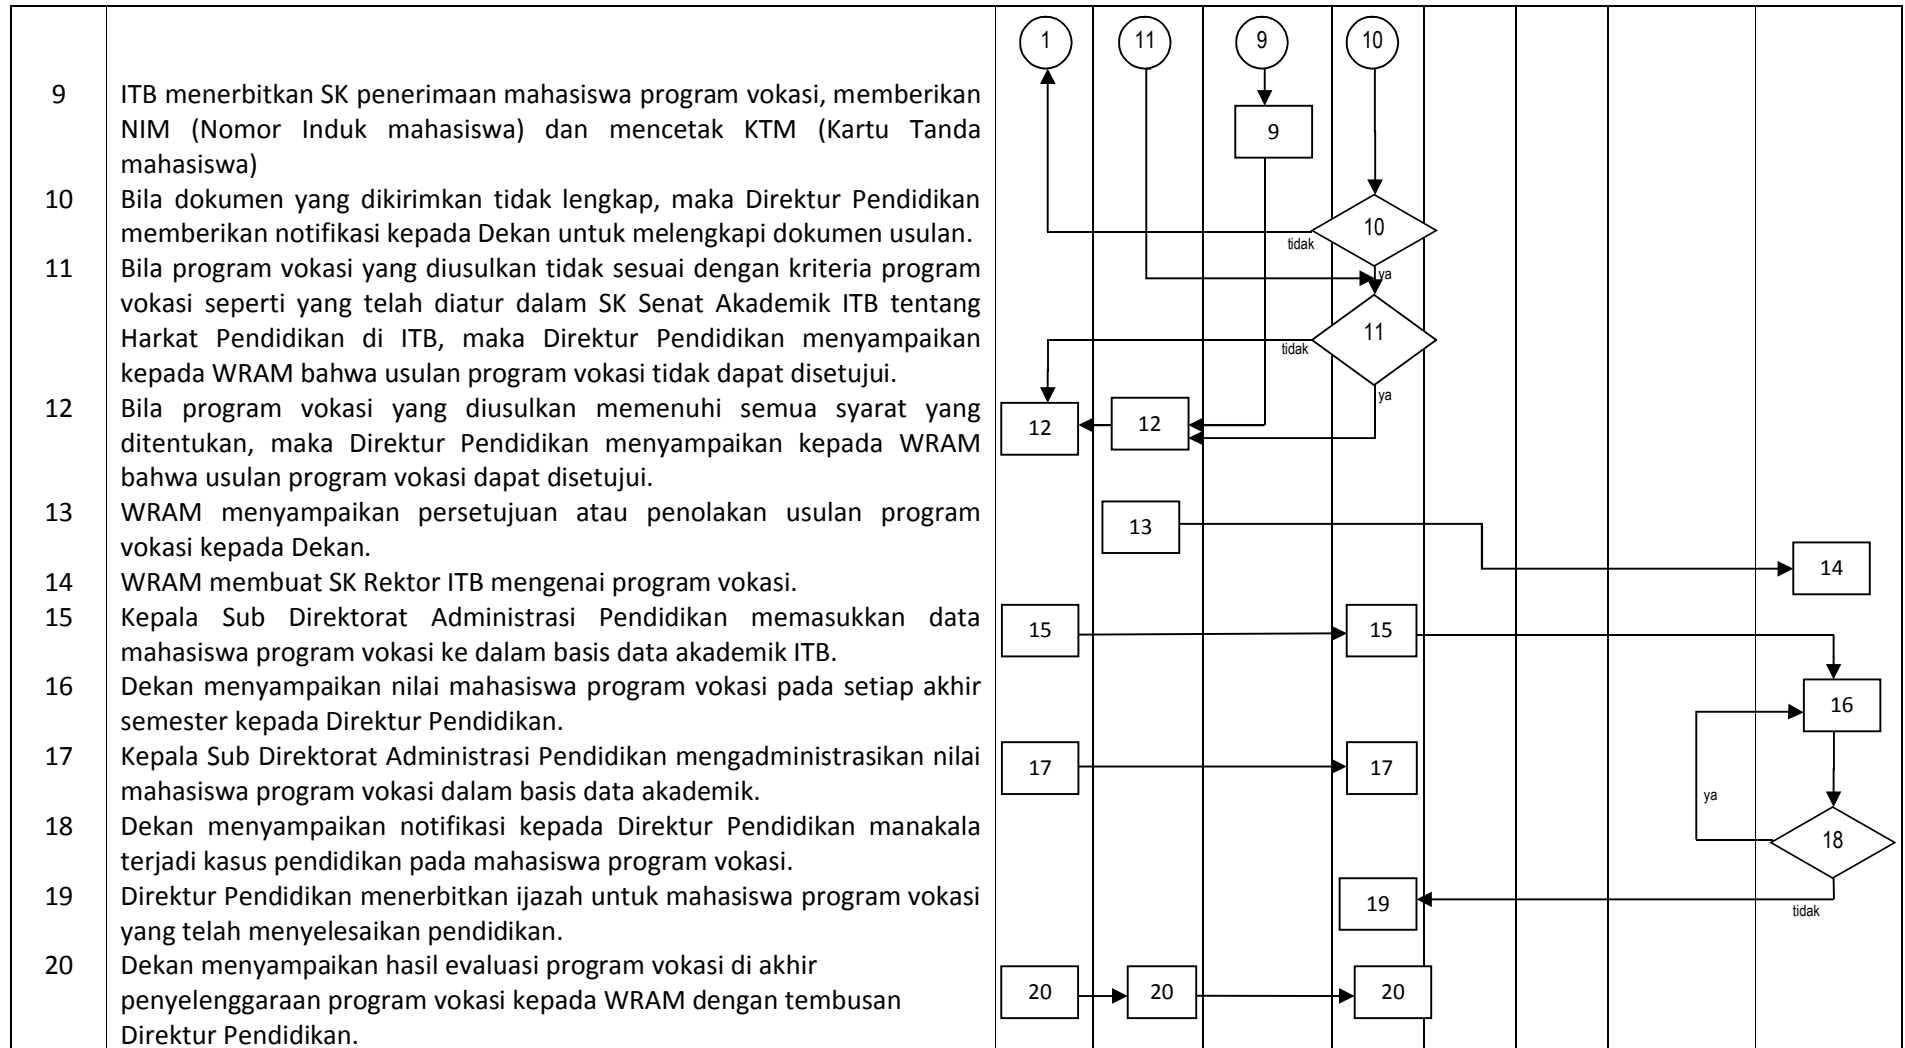 1 11 9 10
9 ITB menerbitkan SK penerimaan mahasiswa program vokasi, memberikan
NIM (Nomor Induk mahasiswa) dan mencetak KTM (Kartu Tanda
mahasiswa)
9
10 Bila dokumen yang dikirimkan tidak lengkap, maka Direktur Pendidikan
memberikan notifikasi kepada Dekan untuk melengkapi dokumen usulan.
10
tidak
ya
11 Bila program vokasi yang diusulkan tidak sesuai dengan kriteria program
vokasi seperti yang telah diatur dalam SK Senat Akademik ITB tentang
Harkat Pendidikan di ITB, maka Direktur Pendidikan menyampaikan
kepada WRAM bahwa usulan program vokasi tidak dapat disetujui.
11
tidak
ya
12 Bila program vokasi yang diusulkan memenuhi semua syarat yang
ditentukan, maka Direktur Pendidikan menyampaikan kepada WRAM
bahwa usulan program vokasi dapat disetujui.
12 12
13 WRAM menyampaikan persetujuan atau penolakan usulan program
vokasi kepada Dekan.
13
14 WRAM membuat SK Rektor ITB mengenai program vokasi.
14
15 Kepala Sub Direktorat Administrasi Pendidikan memasukkan data
mahasiswa program vokasi ke dalam basis data akademik ITB.
15 15
16 Dekan menyampaikan nilai mahasiswa program vokasi pada setiap akhir
semester kepada Direktur Pendidikan.
16
17 Kepala Sub Direktorat Administrasi Pendidikan mengadministrasikan nilai
mahasiswa program vokasi dalam basis data akademik.
17 17
ya
18 Dekan menyampaikan notifikasi kepada Direktur Pendidikan manakala
terjadi kasus pendidikan pada mahasiswa program vokasi.
18
19 Direktur Pendidikan menerbitkan ijazah untuk mahasiswa program vokasi
yang telah menyelesaikan pendidikan.
19
tidak
20 Dekan menyampaikan hasil evaluasi program vokasi di akhir
penyelenggaraan program vokasi kepada WRAM dengan tembusan
Direktur Pendidikan.
20 20 20